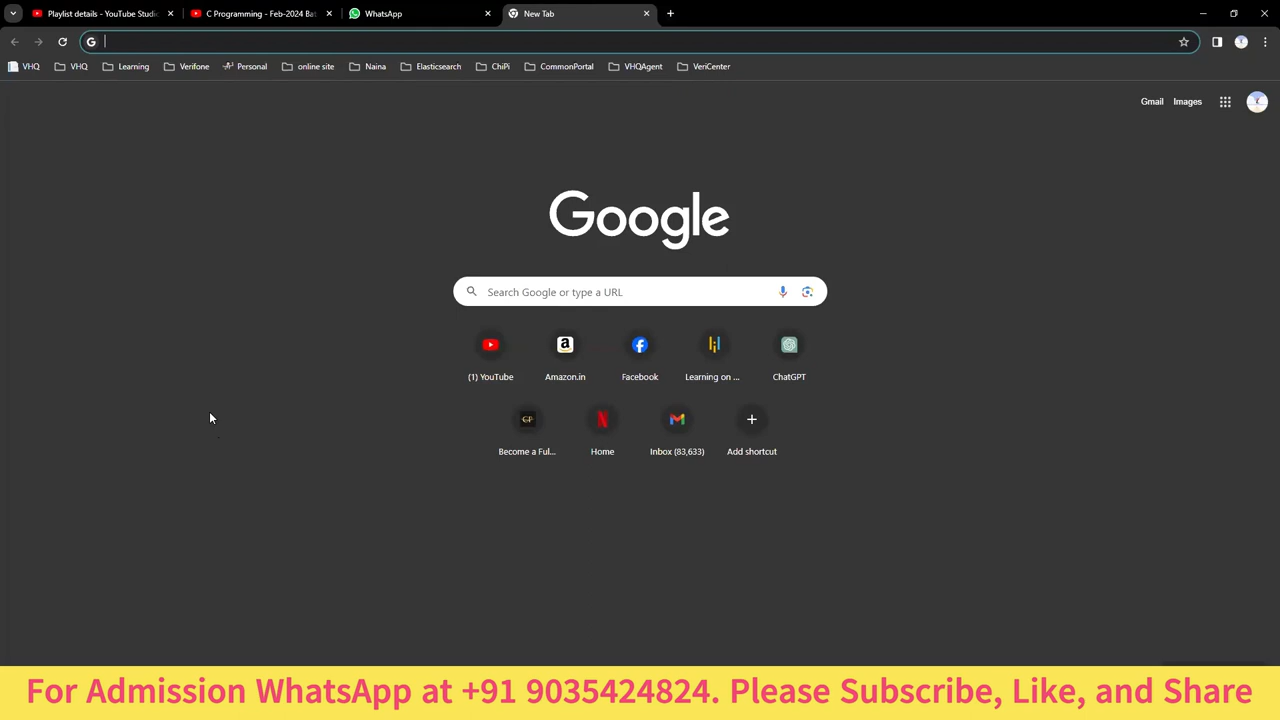 Playlist details - YouTube Studio
C Programming - Feb-2024 Bat
WhatsApp
New Tab
VHQ
VHQ
Learning
Verifone
Personal
online site
Naina
Elasticsearch
ChiPi
CommonPortal
VHQAgent
VeriCenter
Gmail
Images
Google
Search Google or type a URL
(1) YouTube
Amazon.in
Facebook
Learning on ...
ChatGPT
Become a Ful...
Home
Inbox (83,633)
Add shortcut
For Admission WhatsApp at +91 9035424824. Please Subscribe, Like, and Share